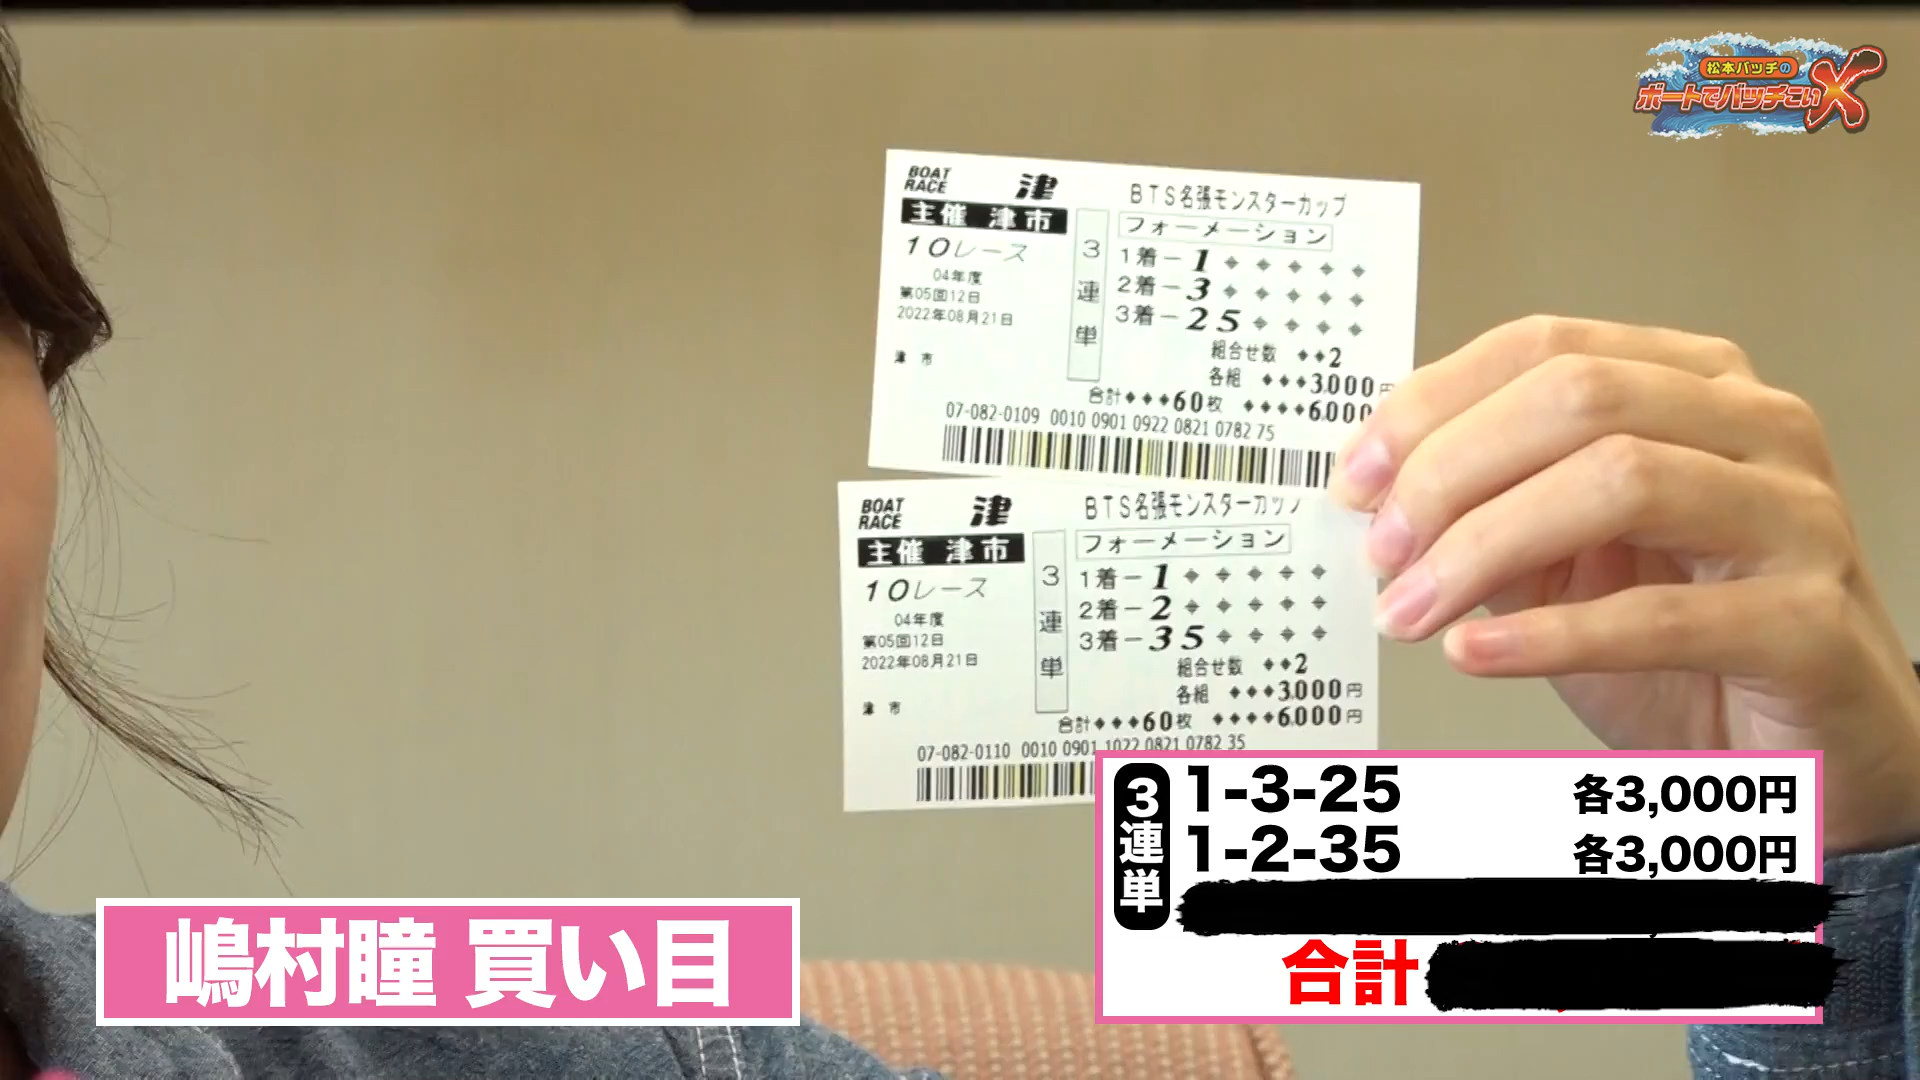 松本バッチの
ボートでバッチこいX
BOAT RACE 津 BTS名張モンスターカップ
主催 津市 フォーメーション
10レース 3連単
1着－1
04年度 2着－3
第05回12日 3着－25
2022年08月21日
組合せ数 ◆◆2
津 市 各組 ◆◆◆3,000円
合計◆◆◆60枚 ◆◆◆◆6,000
07-082-0109 0010 0901 0922 0821 0782 75
BOAT RACE 津 BTS名張モンスターカップ
主催 津市 フォーメーション
10レース 3連単
1着－1
04年度 2着－2
第05回12日 3着－35
2022年08月21日
組合せ数 ◆◆2
津 市 各組 ◆◆◆3,000円
合計◆◆◆60枚 ◆◆◆◆6,000円
07-082-0110 0010 0901 1022 0821 0782 35
3連単
1-3-25 各3,000円
1-2-35 各3,000円
合計
嶋村瞳 買い目